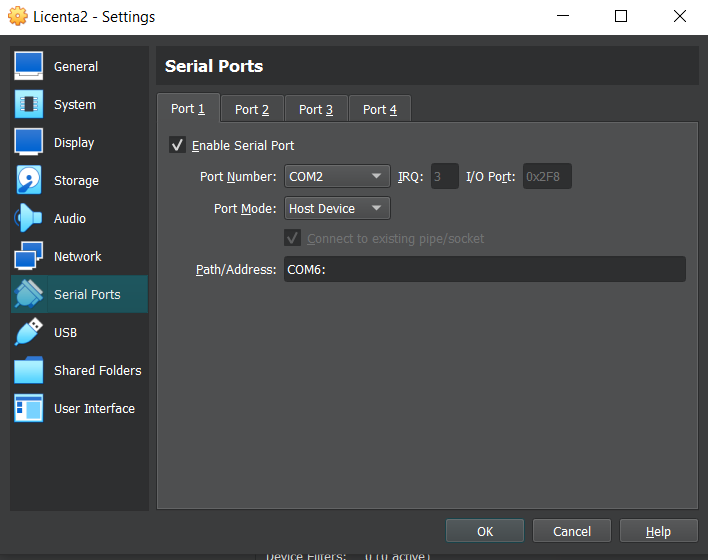 Licenta2 - Settings
General
System
Display
Storage
Audio
Network
Serial Ports
USB
Shared Folders
User Interface
Serial Ports
Port 1 Port 2 Port 3 Port 4
Enable Serial Port
Port Number: COM2 IRQ: 3 I/O Port: 0x2F8
Port Mode: Host Device
Connect to existing pipe/socket
Path/Address: COM6:
OK Cancel Help
Device Filters: 0 (0 active)